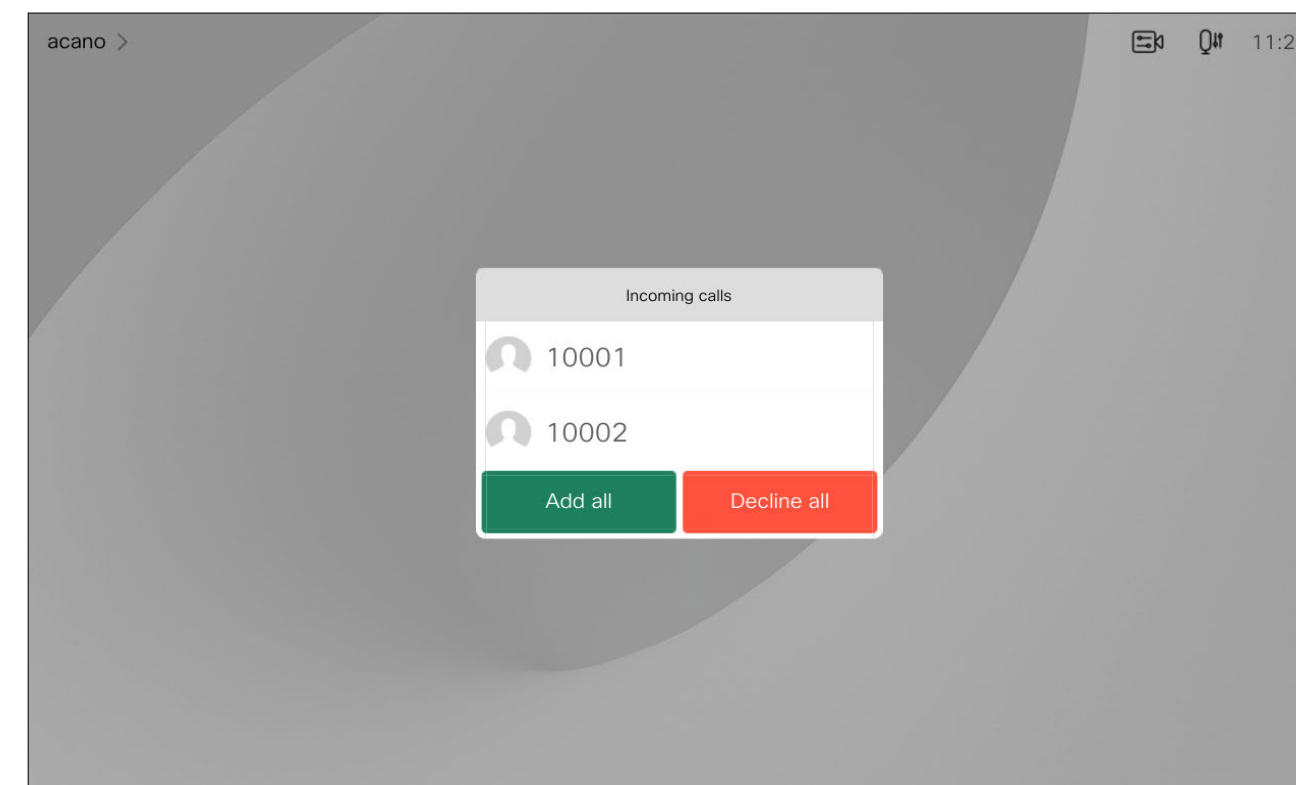 acano >
11:2
Incoming calls
10001
10002
Add all
Decline all